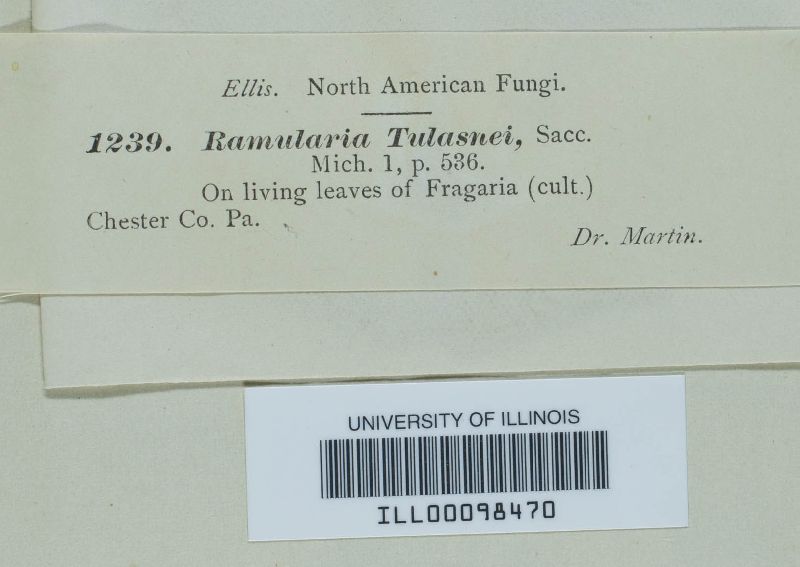 Ellis. North American Fungi.
1239. Ramularia Tulasnei, Sacc.
Mich. 1, p. 536.
On living leaves of Fragaria (cult.)
Chester Co. Pa.
Dr. Martin.
UNIVERSITY OF ILLINOIS
ILL00098470